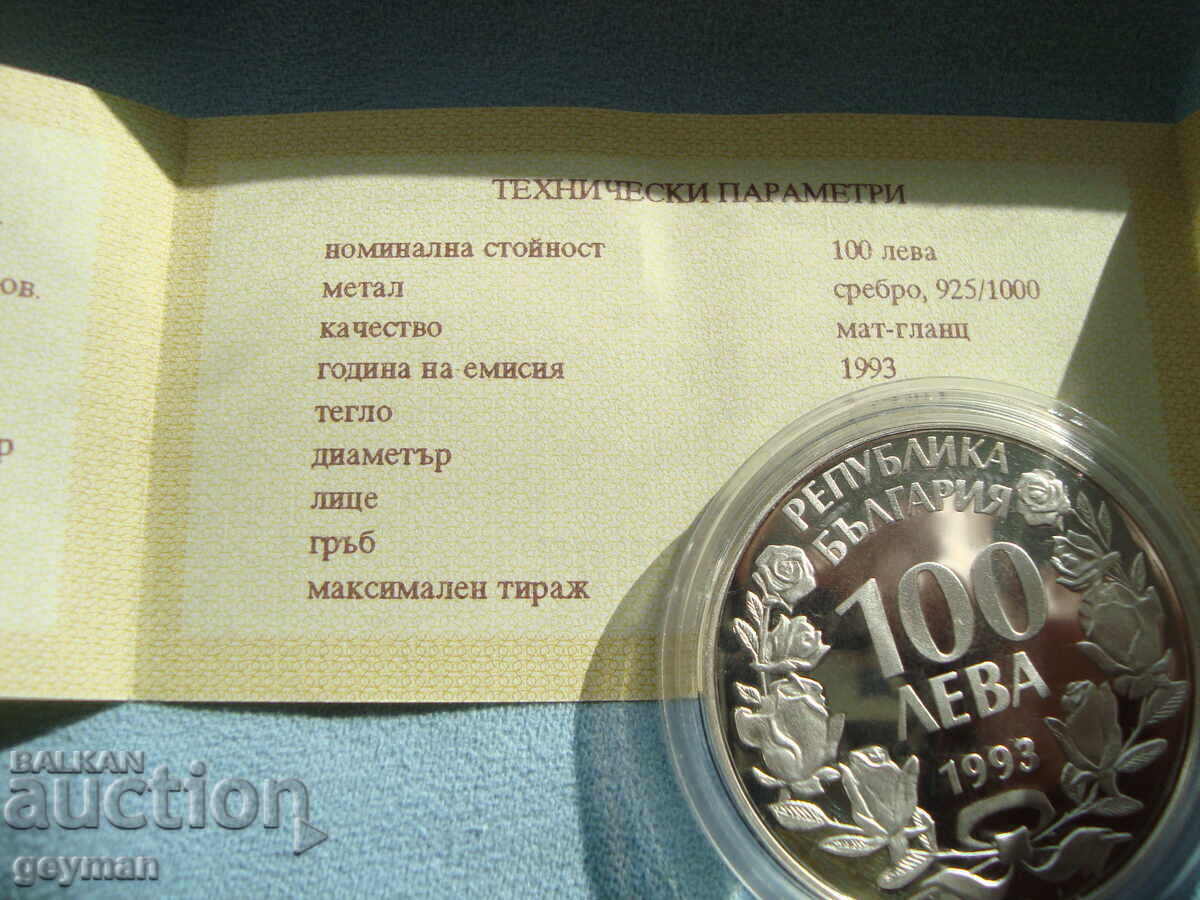 ов.
р
ТЕХНИЧЕСКИ ПАРАМЕТРИ
номинална стойност 100 лева
метал сребро, 925/1000
качество мат-гланц
година на емисия 1993
тегло
диаметър
лице
гръб
максимален тираж
РЕПУБЛИКА
БЪЛГАРИЯ
100
ЛЕВА
1993
BALKAN
auction
geyman